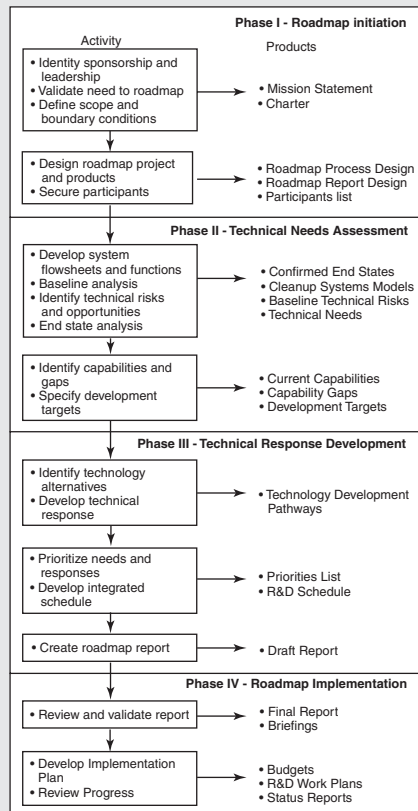 Phase I - Roadmap initiation
Activity
Products
• Identify sponsorship and
leadership
• Validate need to roadmap
• Define scope and
boundary conditions
• Mission Statement
• Charter
• Design roadmap project
and products
• Secure participants
• Roadmap Process Design
• Roadmap Report Design
• Participants list
Phase II - Technical Needs Assessment
• Develop system
flowsheets and functions
• Baseline analysis
• Identify technical risks
and opportunities
• End state analysis
• Confirmed End States
• Cleanup Systems Models
• Baseline Technical Risks
• Technical Needs
• Identify capabilities and
gaps
• Specify development
targets
• Current Capabilities
• Capability Gaps
• Development Targets
Phase III - Technical Response Development
• Identify technology
alternatives
• Develop technical
response
• Technology Development
Pathways
• Prioritize needs and
responses
• Develop integrated
schedule
• Priorities List
• R&D Schedule
• Create roadmap report
• Draft Report
Phase IV - Roadmap Implementation
• Review and validate report
• Final Report
• Briefings
• Develop Implementation
Plan
• Review Progress
• Budgets
• R&D Work Plans
• Status Reports